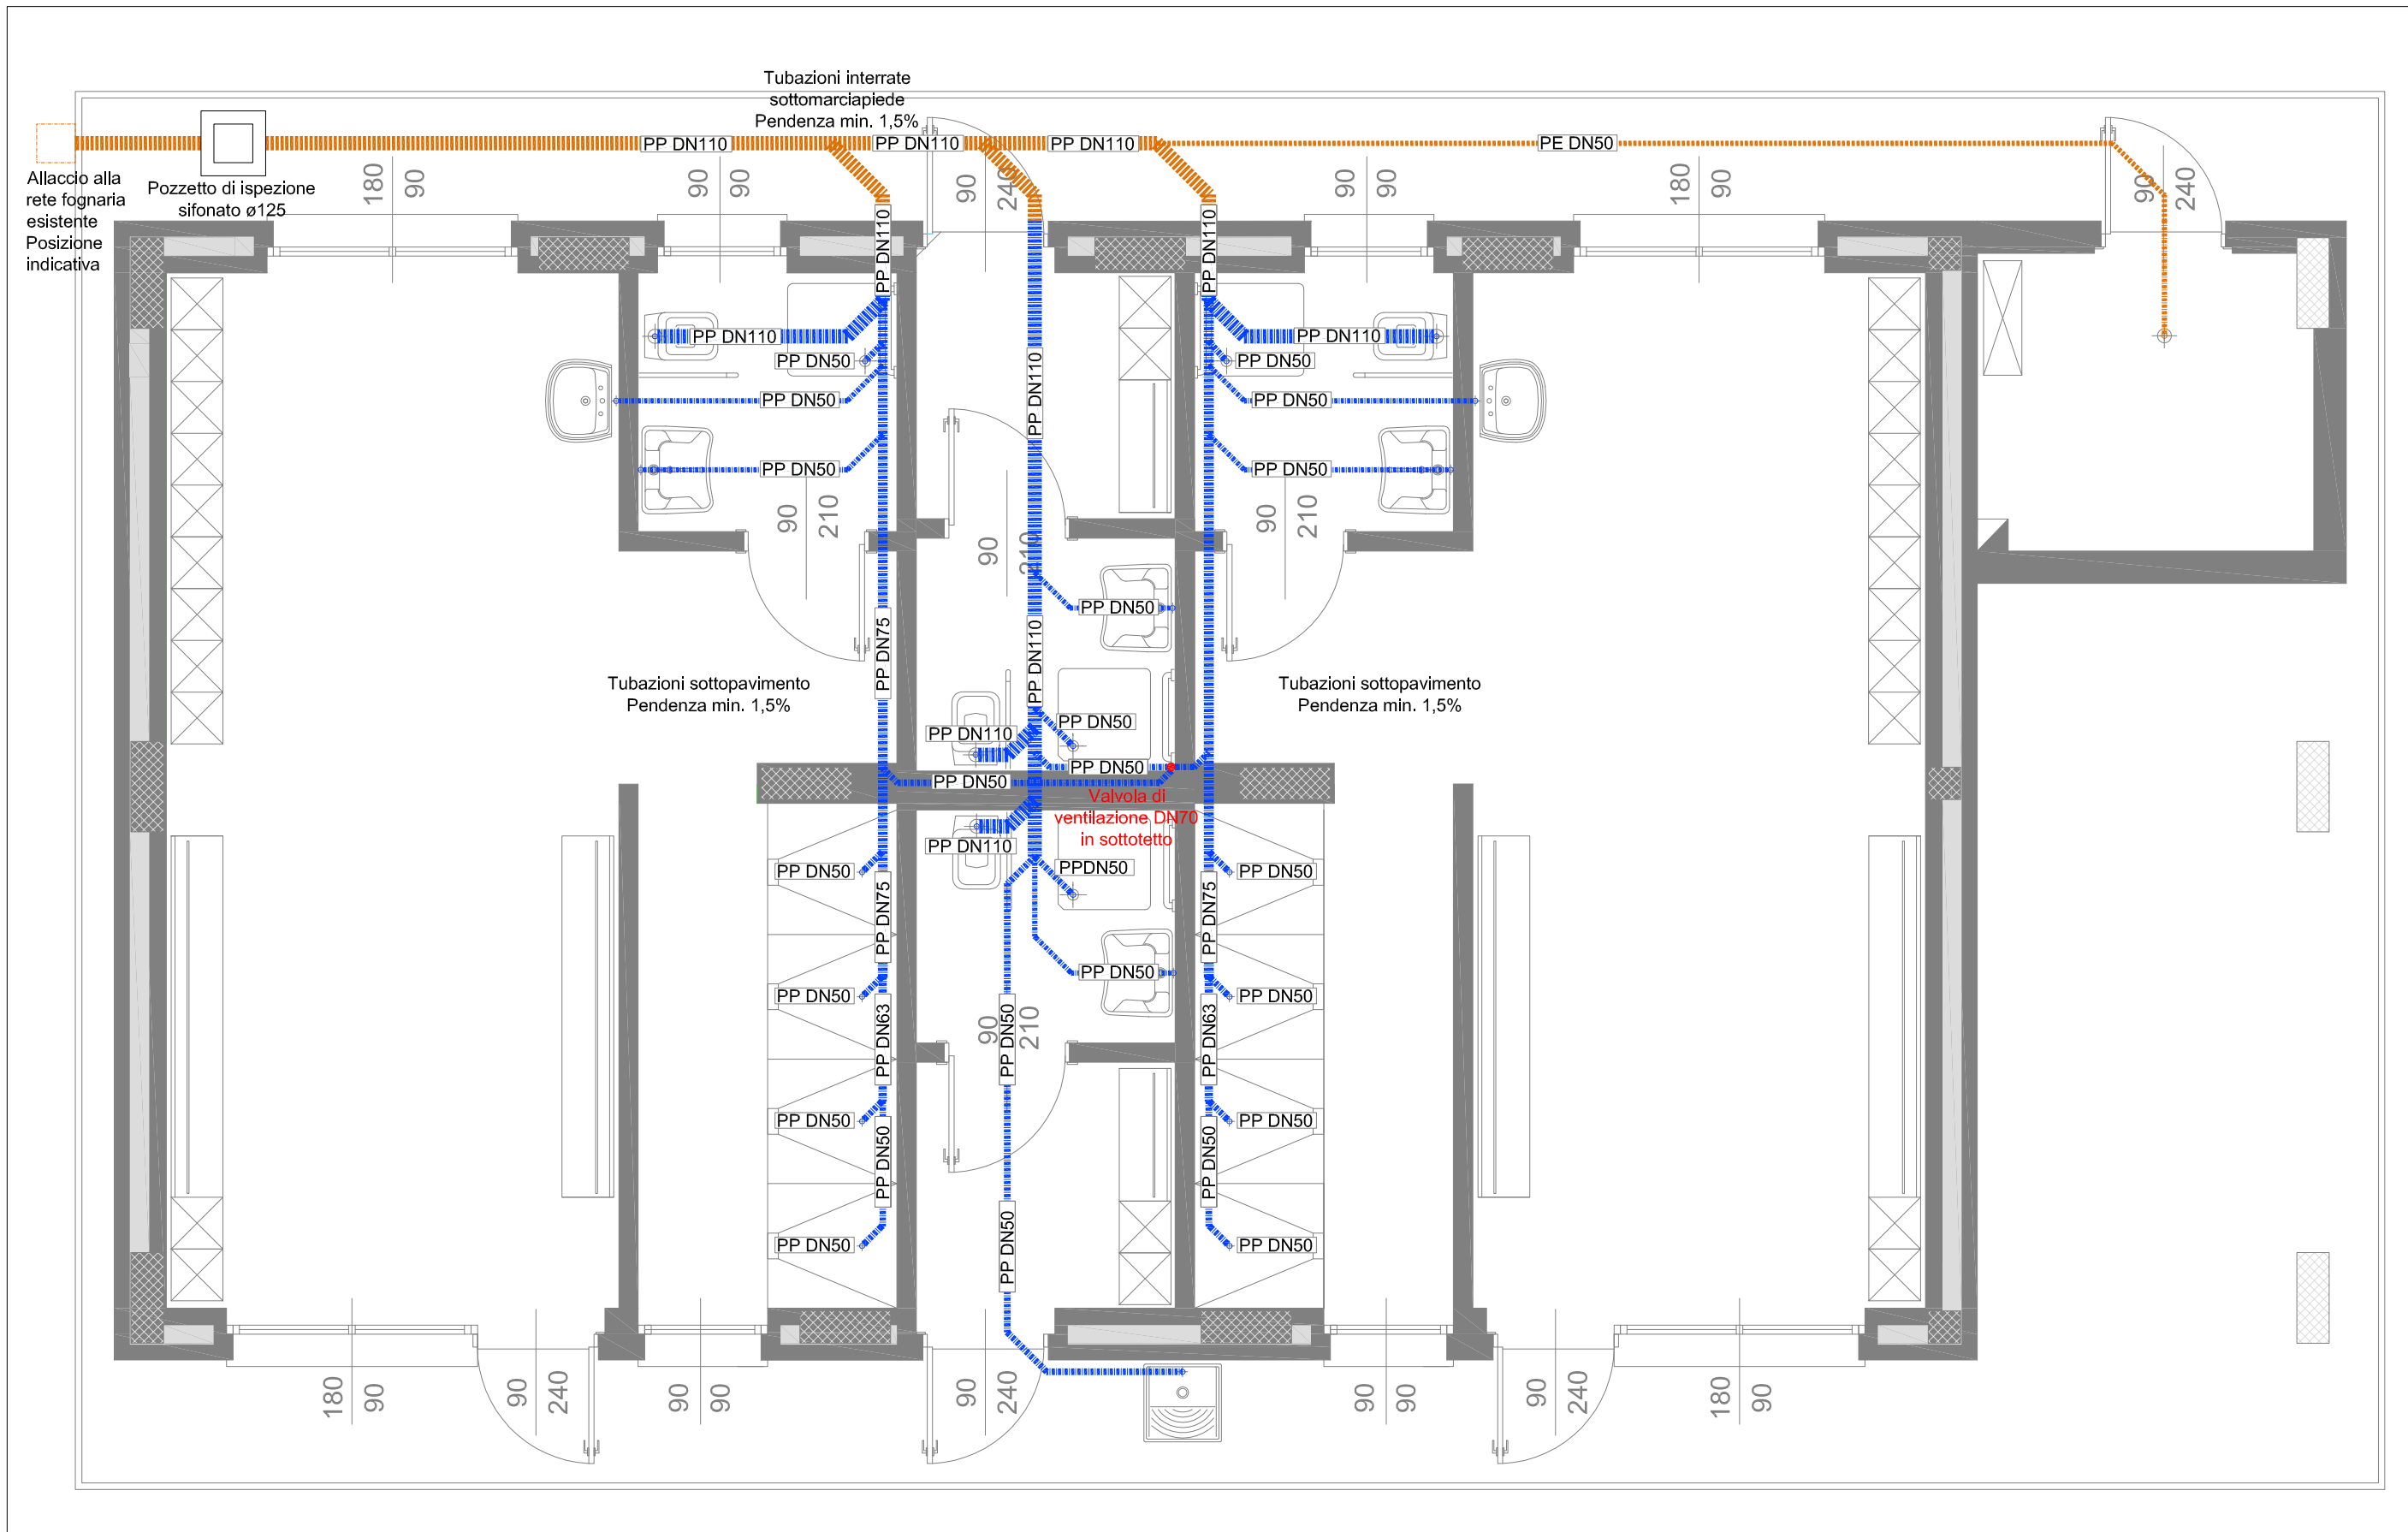 Tubazioni interrate
sottomarciapiede
Pendenza min. 1,5%
PP DN110
PP DN110
PP DN110
PE DN50
Allaccio alla
rete fognaria
esistente
Posizione
indicativa
Pozzetto di ispezione
sifonato ø125
180
90
90
90
90
240
90
90
180
90
90
240
PP DN110
PP DN110
PP DN110
PP DN110
PP DN50
PP DN50
PP DN110
PP DN50
PP DN50
PP DN50
PP DN50
90
210
90
210
90
210
PP DN50
PP DN75
PP DN110
Tubazioni sottopavimento
Pendenza min. 1,5%
Tubazioni sottopavimento
Pendenza min. 1,5%
PP DN50
PP DN110
PP DN50
PP DN50
Valvola di
ventilazione DN70
in sottotetto
PP DN110
PPDN50
PP DN50
PP DN75
PP DN75
PP DN50
PP DN50
PP DN50
PP DN50
PP DN63
PP DN50
90
210
PP DN63
PP DN50
PP DN50
PP DN50
PP DN50
PP DN50
PP DN50
PP DN50
180
90
90
240
90
90
90
240
90
90
90
240
180
90